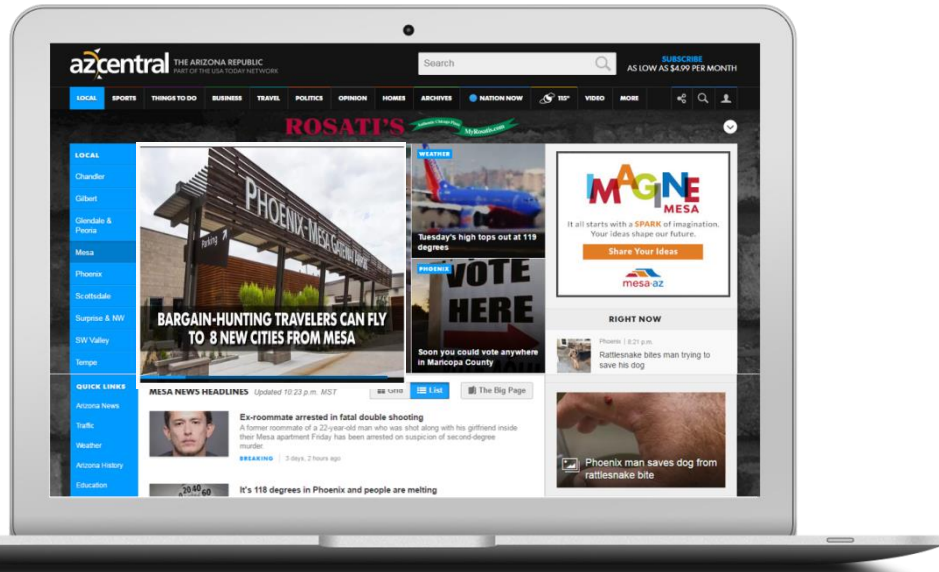 azcentral THE ARIZONA REPUBLIC
PART OF THE USA TODAY NETWORK
Search
SUBSCRIBE
AS LOW AS $4.99 PER MONTH
LOCAL SPORTS THINGS TO DO BUSINESS TRAVEL POLITICS OPINION HOMES ARCHIVES NATION NOW 115° VIDEO MORE
ROSATI'S
MyRosatis.com
LOCAL
Chandler
Gilbert
Glendale &
Peoria
Mesa
Phoenix
Scottsdale
Surprise & NW
SW Valley
Tempe
QUICK LINKS
Arizona News
Traffic
Weather
Arizona History
Education
PHOENIX-MESA GATEWAY AIRPORT
Parking
BARGAIN-HUNTING TRAVELERS CAN FLY
TO 8 NEW CITIES FROM MESA
WEATHER
Tuesday's high tops out at 119
degrees
PHOENIX
VOTE
HERE
Soon you could vote anywhere
in Maricopa County
IMAGINE
MESA
It all starts with a SPARK of imagination.
Your ideas shape our future.
Share Your Ideas
mesa·az
RIGHT NOW
Phoenix | 8:21 p.m.
Rattlesnake bites man trying to
save his dog
Phoenix man saves dog from
rattlesnake bite
MESA NEWS HEADLINES Updated 10:23 p.m. MST
Grid List The Big Page
Ex-roommate arrested in fatal double shooting
A former roommate of a 22-year-old man who was shot along with his girlfriend inside
their Mesa apartment Friday has been arrested on suspicion of second-degree
murder.
BREAKING | 3 days, 2 hours ago
It's 118 degrees in Phoenix and people are melting
20 40 60